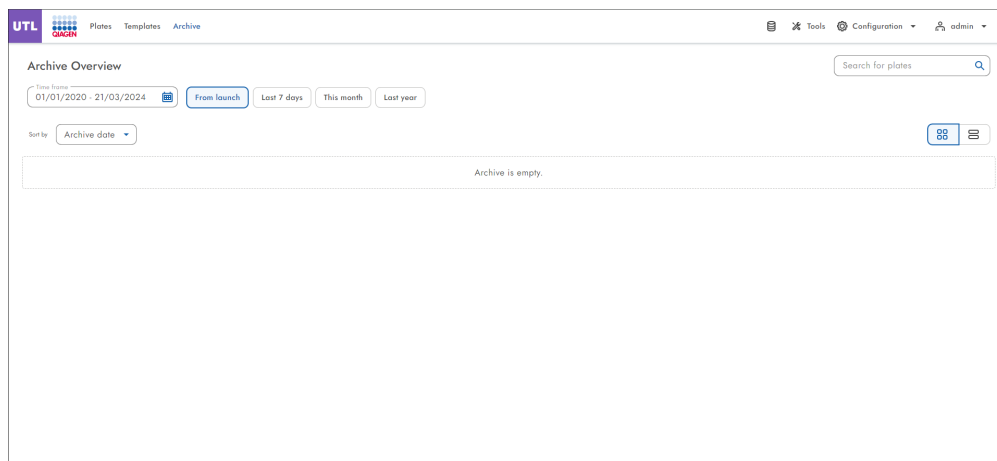 UTL QIAGEN Plates Templates Archive Tools Configuration admin
Archive Overview Search for plates
Time frame
01/01/2020 - 21/03/2024 From launch Last 7 days This month Last year
Sort by Archive date
Archive is empty.